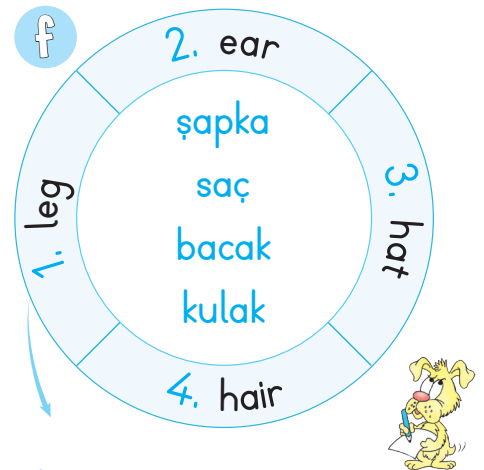 f
2. ear
3. hat
şapka
saç
bacak
kulak
1. leg
4. hair